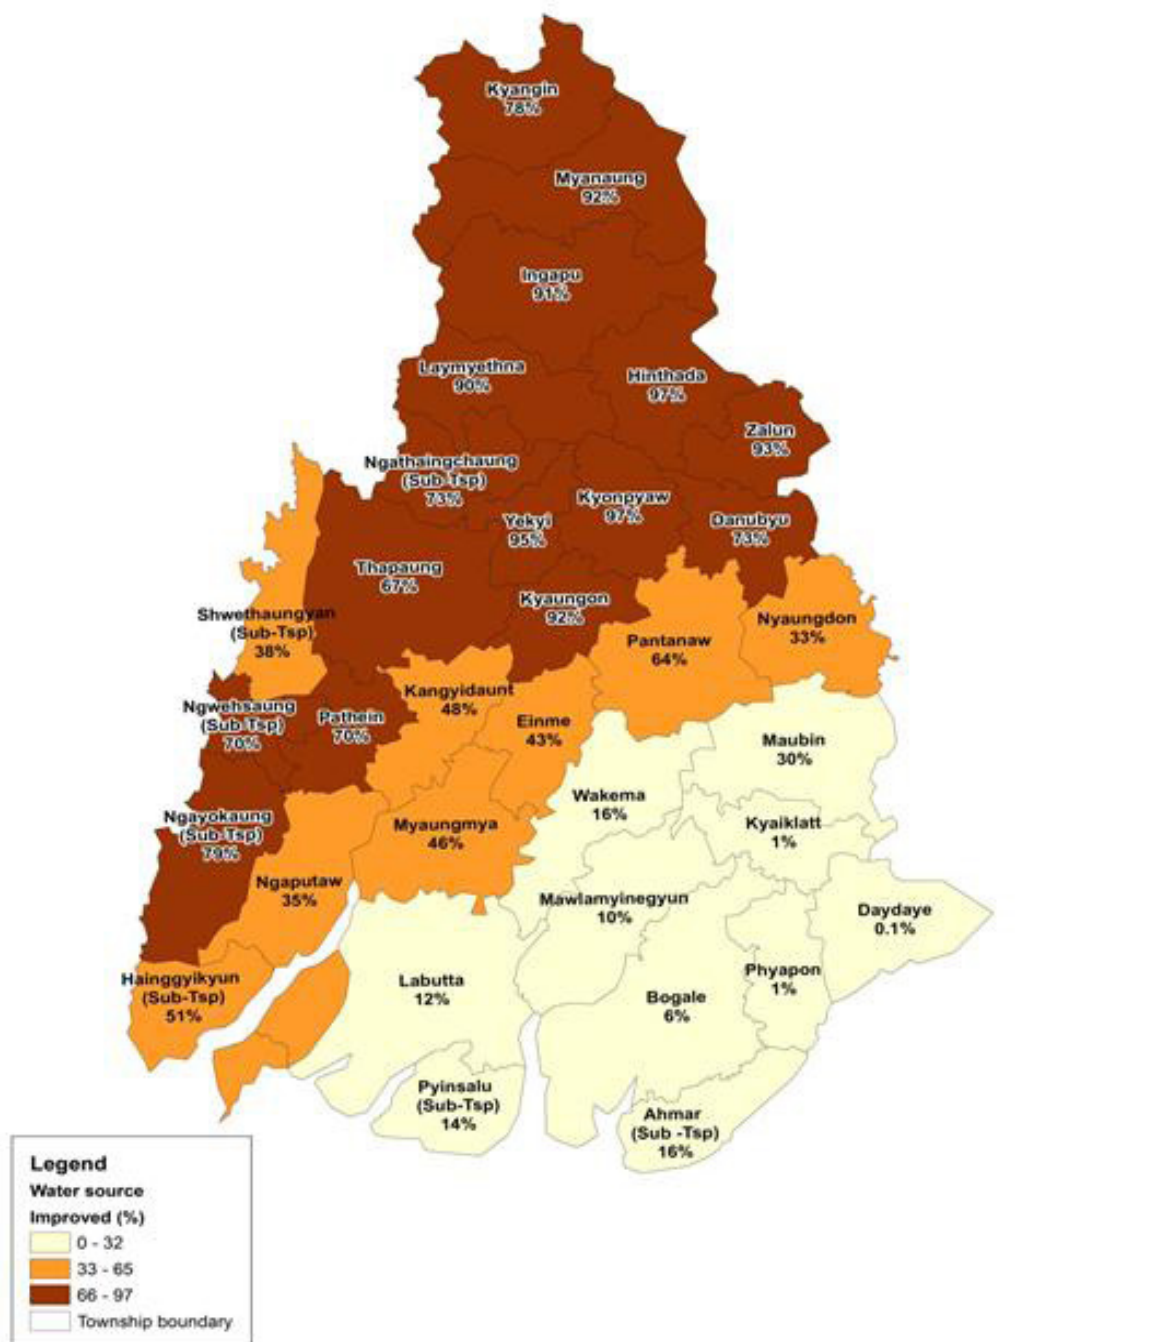 Kyangin
78%
Myanaung
92%
Ingapu
91%
Laymyethna
90%
Hinthada
97%
Zalun
93%
Ngathaingchaung
(Sub-Tsp)
73%
Kyonpyaw
97%
Yekyi
95%
Danubyu
73%
Thapaung
67%
Kyaungon
92%
Shwethaungyan
(Sub-Tsp)
38%
Nyaungdon
33%
Pantanaw
64%
Kangyidaunt
48%
Ngwehsaung
(Sub-Tsp)
70%
Pathein
70%
Einme
43%
Maubin
30%
Wakema
16%
Ngayokaung
(Sub-Tsp)
79%
Myaungmya
46%
Kyaiklatt
1%
Ngaputaw
35%
Mawlamyinegyun
10%
Daydaye
0.1%
Hainggyikyun
(Sub-Tsp)
51%
Labutta
12%
Phyapon
1%
Bogale
6%
Pyinsalu
(Sub-Tsp)
14%
Ahmar
(Sub -Tsp)
16%
Legend
Water source
Improved (%)
0 - 32
33 - 65
66 - 97
Township boundary